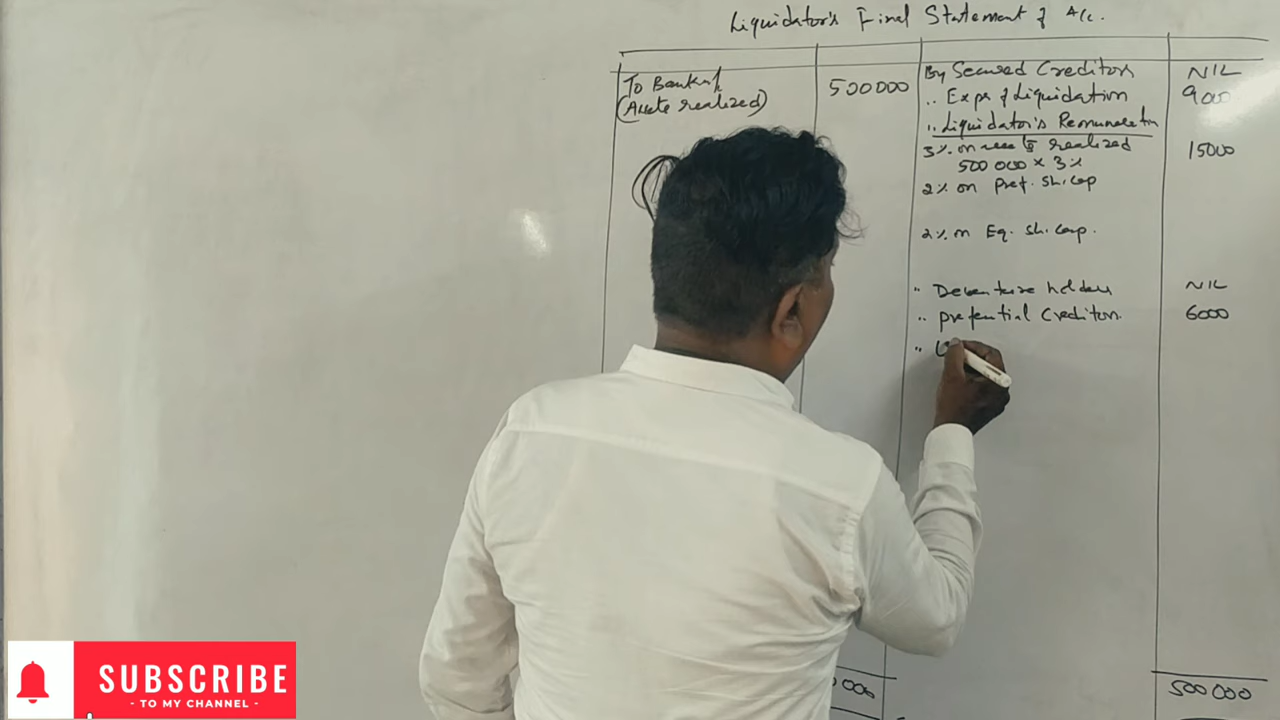 Liquidator's Final Statement of A/c.
To Bank
(Assets realized)
500000
By Secured Creditors
NIL
,, Exps of Liquidation
9000
,, Liquidator's Remuneration
3% on assets realized
15000
500 000 × 3%
2% on pref. sh. cap
2% on Eq. sh. cap.
" Debenture holders
NIL
,, prefential Creditors.
6000
"
000
500 000
SUBSCRIBE
- TO MY CHANNEL -